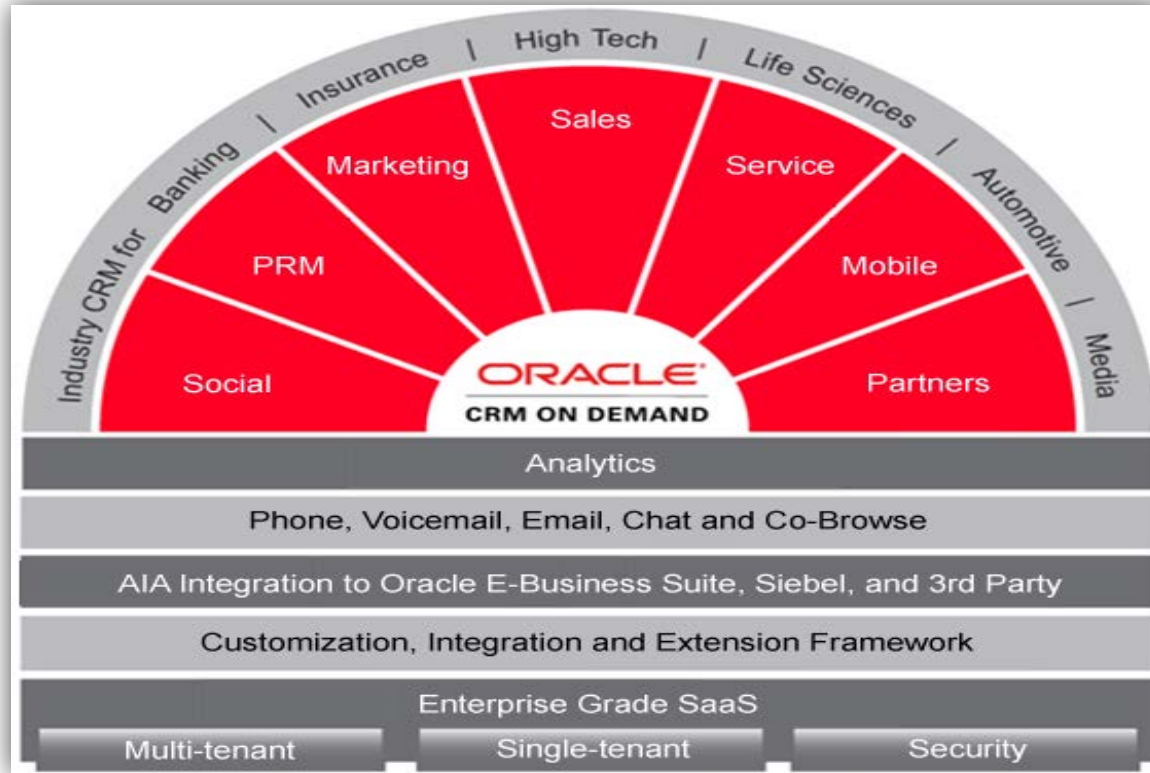 Industry CRM for Banking | Insurance | High Tech | Life Sciences | Automotive | Media
Social
PRM
Marketing
Sales
Service
Mobile
Partners
ORACLE®
CRM ON DEMAND
Analytics
Phone, Voicemail, Email, Chat and Co-Browse
AIA Integration to Oracle E-Business Suite, Siebel, and 3rd Party
Customization, Integration and Extension Framework
Enterprise Grade SaaS
Multi-tenant
Single-tenant
Security